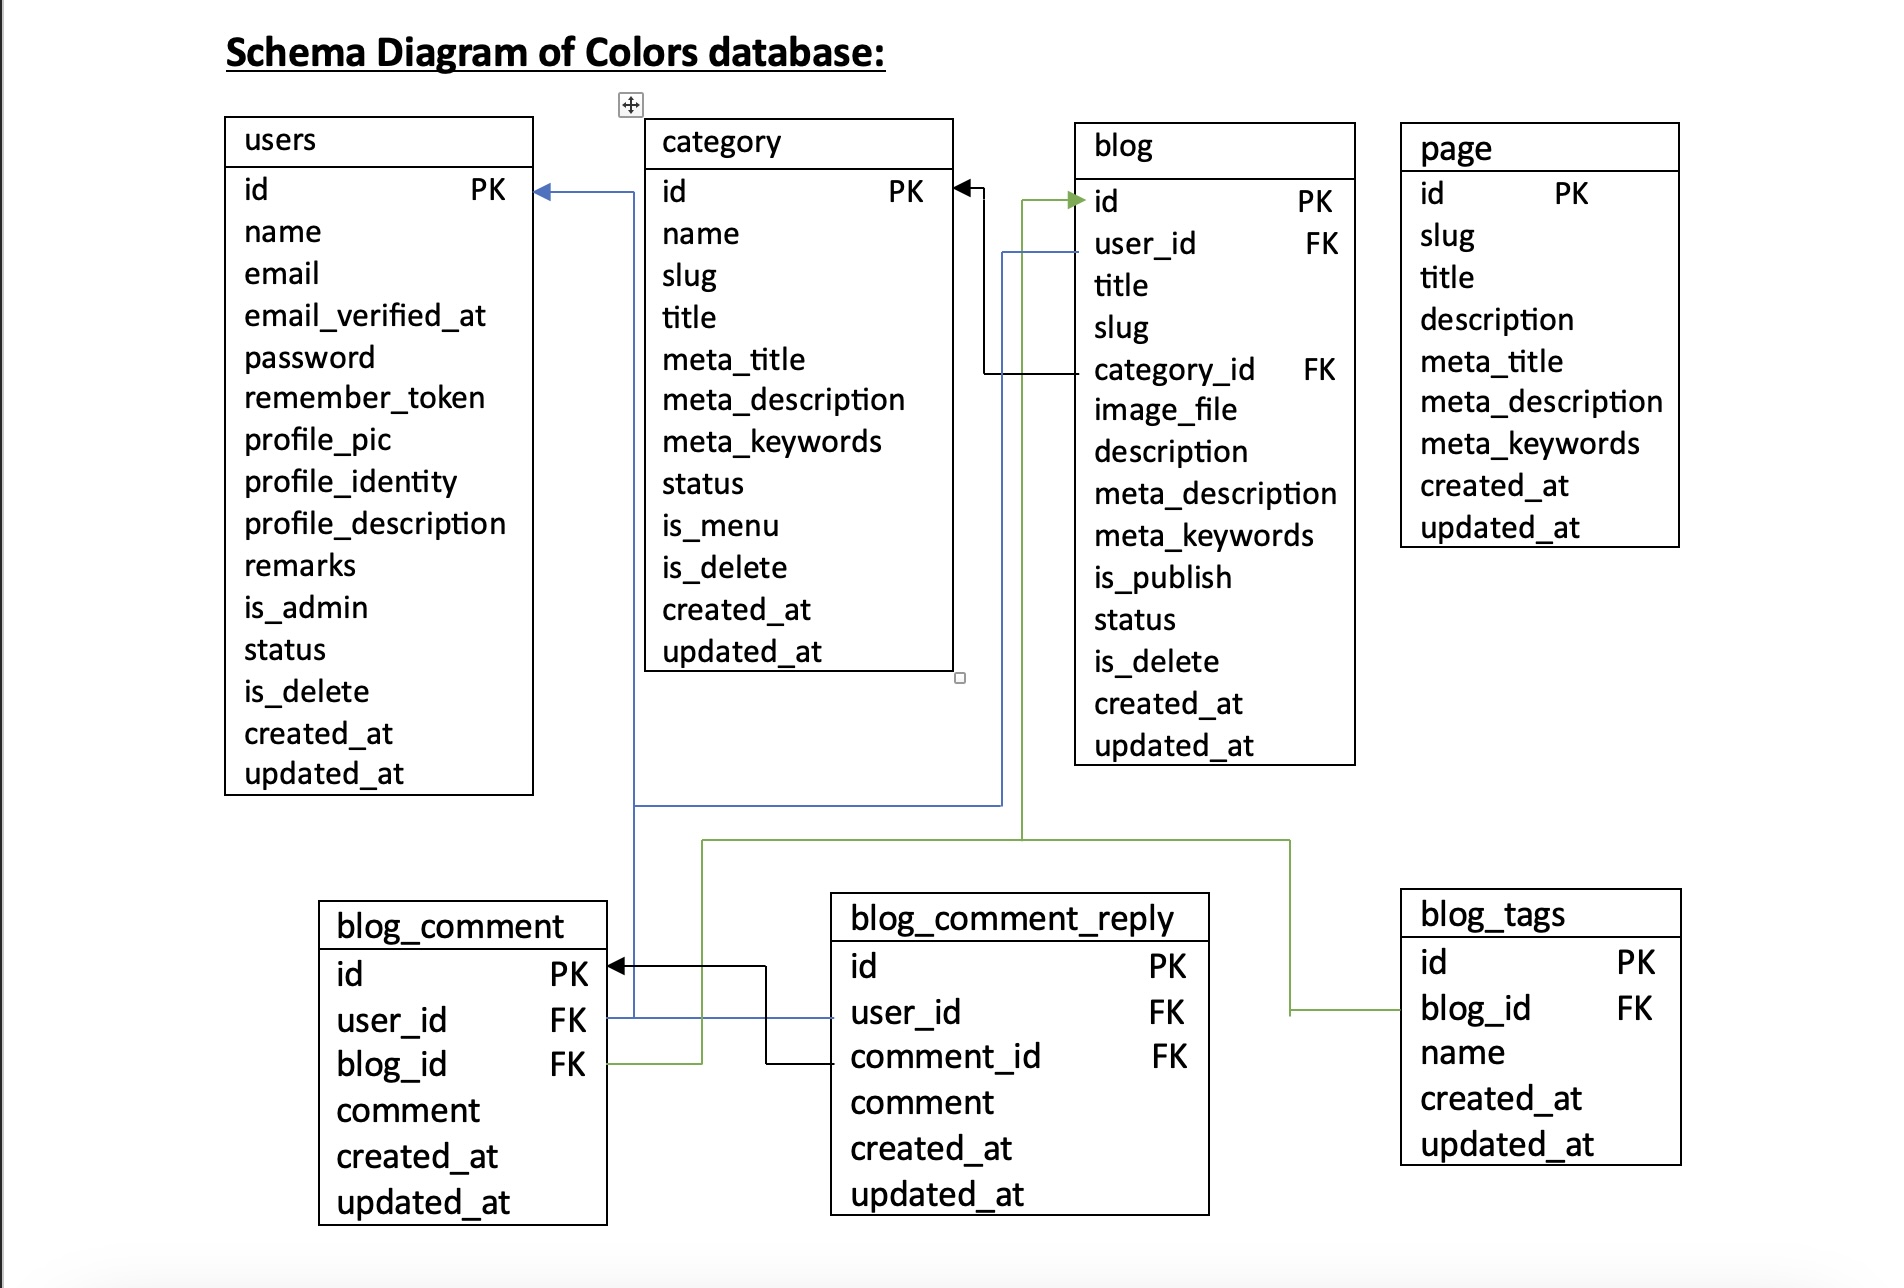 Schema Diagram of Colors database:
users
id PK
name
email
email_verified_at
password
remember_token
profile_pic
profile_identity
profile_description
remarks
is_admin
status
is_delete
created_at
updated_at
category
id PK
name
slug
title
meta_title
meta_description
meta_keywords
status
is_menu
is_delete
created_at
updated_at
blog
id PK
user_id FK
title
slug
category_id FK
image_file
description
meta_description
meta_keywords
is_publish
status
is_delete
created_at
updated_at
page
id PK
slug
title
description
meta_title
meta_description
meta_keywords
created_at
updated_at
blog_comment
id PK
user_id FK
blog_id FK
comment
created_at
updated_at
blog_comment_reply
id PK
user_id FK
comment_id FK
comment
created_at
updated_at
blog_tags
id PK
blog_id FK
name
created_at
updated_at